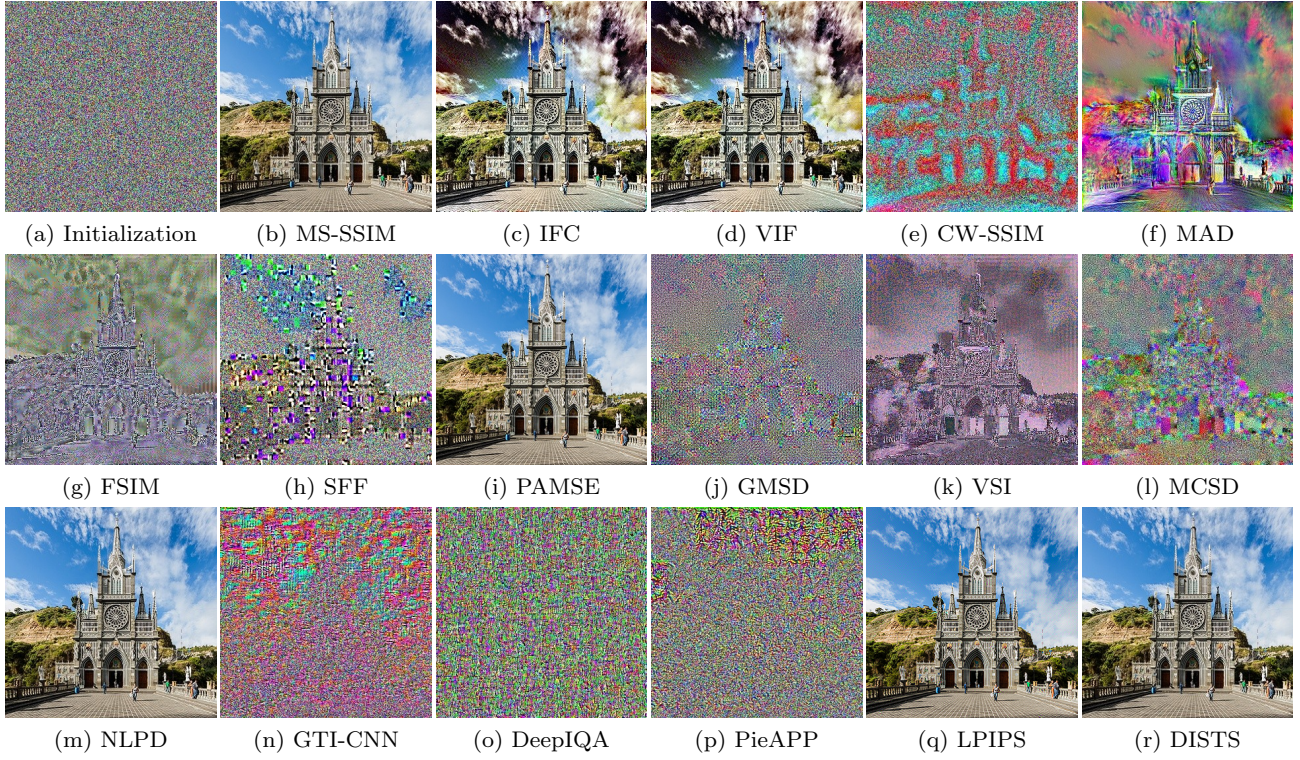 (a) Initialization (b) MS-SSIM (c) IFC (d) VIF (e) CW-SSIM (f) MAD
(g) FSIM (h) SFF (i) PAMSE (j) GMSD (k) VSI (l) MCSD
(m) NLPD (n) GTI-CNN (o) DeepIQA (p) PieAPP (q) LPIPS (r) DISTS